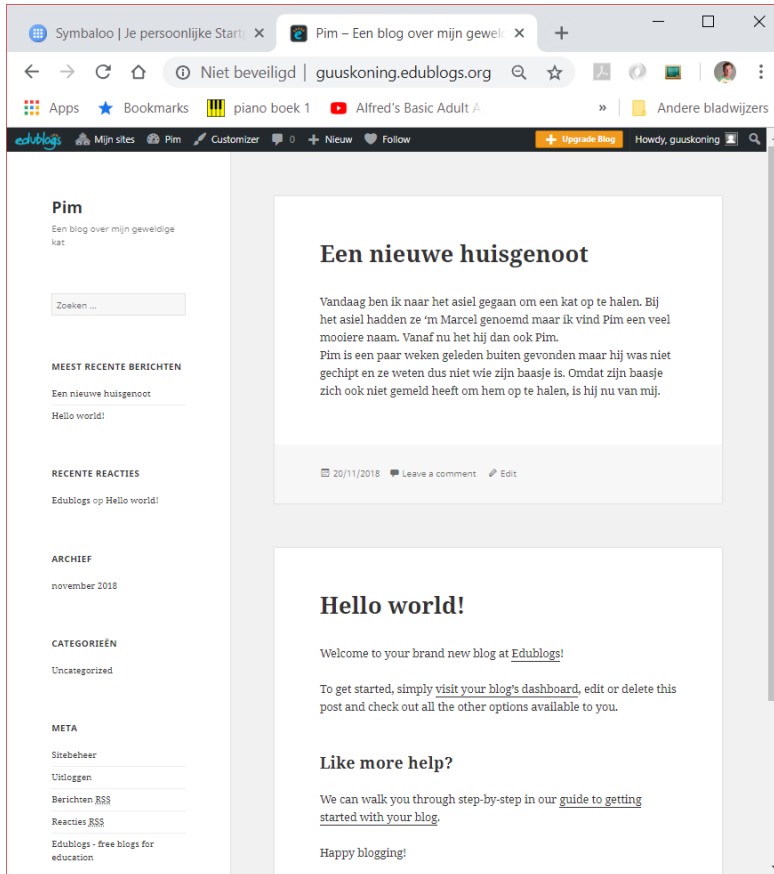 Symbaloo | Je persoonlijke Start
Pim – Een blog over mijn geweld
Niet beveiligd | guuskoning.edublogs.org
Apps Bookmarks piano boek 1 Alfred's Basic Adult A » Andere bladwijzers
edublogs Mijn sites Pim Customizer 0 Nieuw Follow Upgrade Blog Howdy, guuskoning
Pim
Een blog over mijn geweldige
kat
Zoeken ...
MEEST RECENTE BERICHTEN
Een nieuwe huisgenoot
Hello world!
RECENTE REACTIES
Edublogs op Hello world!
ARCHIEF
november 2018
CATEGORIEËN
Uncategorized
META
Sitebeheer
Uitloggen
Berichten RSS
Reacties RSS
Edublogs - free blogs for
education
Een nieuwe huisgenoot
Vandaag ben ik naar het asiel gegaan om een kat op te halen. Bij
het asiel hadden ze ‘m Marcel genoemd maar ik vind Pim een veel
mooiere naam. Vanaf nu het hij dan ook Pim.
Pim is een paar weken geleden buiten gevonden maar hij was niet
gechipt en ze weten dus niet wie zijn baasje is. Omdat zijn baasje
zich ook niet gemeld heeft om hem op te halen, is hij nu van mij.
20/11/2018 Leave a comment Edit
Hello world!
Welcome to your brand new blog at Edublogs!
To get started, simply visit your blog’s dashboard, edit or delete this
post and check out all the other options available to you.
Like more help?
We can walk you through step-by-step in our guide to getting
started with your blog.
Happy blogging!